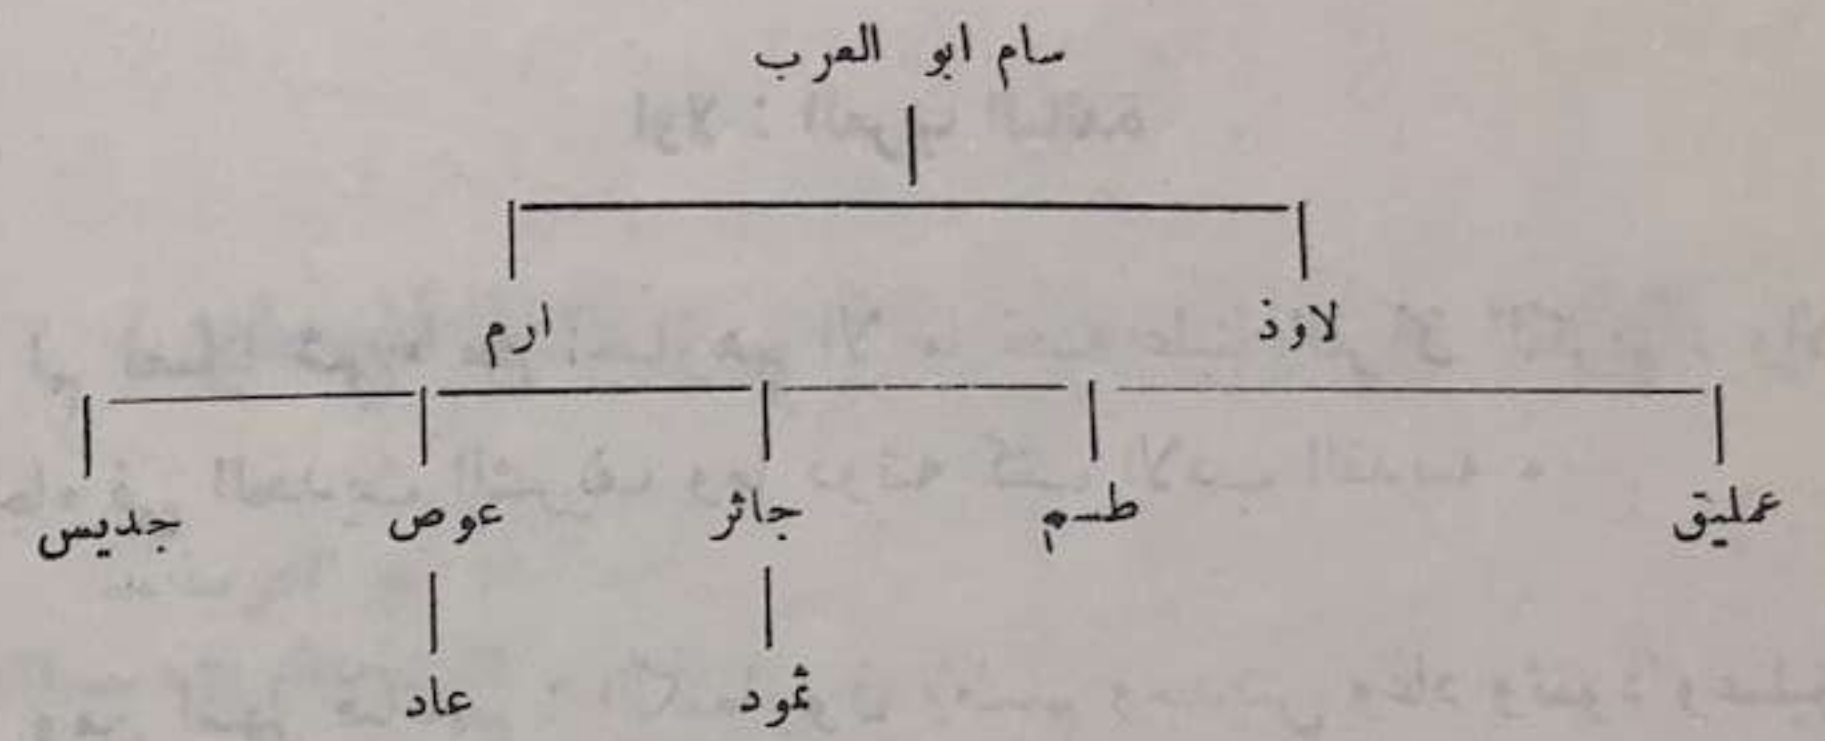 سام ابو العرب
لاوذ ارم
عمليق طسم جاثر عوص جديس
ثمود عاد